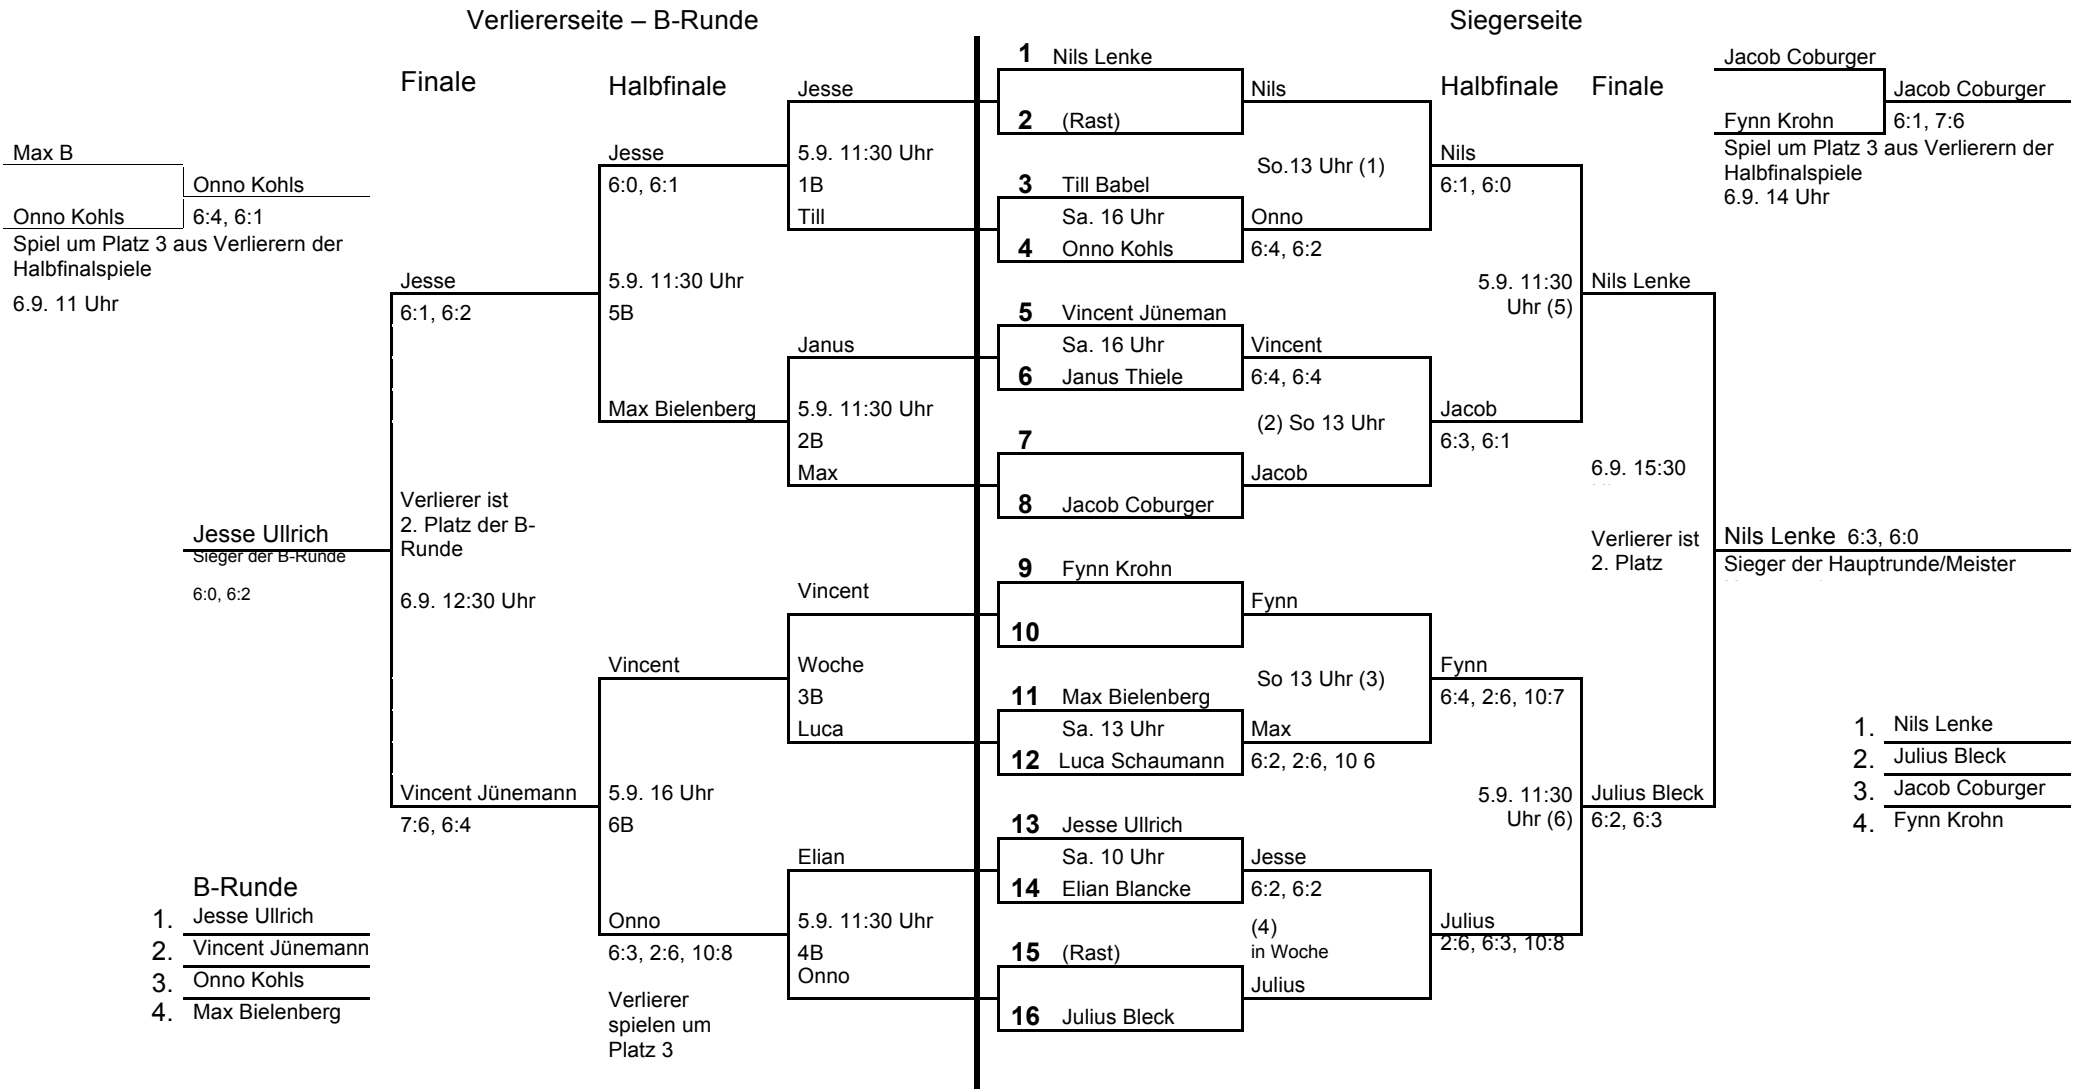 Verliererseite – B-Runde
Siegerseite
Finale
Halbfinale
Halbfinale
Finale
Max B
Onno Kohls
Onno Kohls
6:4, 6:1
Spiel um Platz 3 aus Verlierern der
Halbfinalspiele
6.9. 11 Uhr
Jesse Ullrich
Sieger der B-Runde
6:0, 6:2
B-Runde
1. Jesse Ullrich
2. Vincent Jünemann
3. Onno Kohls
4. Max Bielenberg
Jesse
6:1, 6:2
Verlierer ist
2. Platz der B-
Runde
6.9. 12:30 Uhr
Vincent Jünemann
7:6, 6:4
Jesse
6:0, 6:1
5.9. 11:30 Uhr
5B
Max Bielenberg
Vincent
5.9. 16 Uhr
6B
Onno
6:3, 2:6, 10:8
Verlierer
spielen um
Platz 3
Jesse
5.9. 11:30 Uhr
1B
Till
Janus
5.9. 11:30 Uhr
2B
Max
Vincent
Woche
3B
Luca
Elian
5.9. 11:30 Uhr
4B
Onno
1 Nils Lenke
2 (Rast)
3 Till Babel
Sa. 16 Uhr
4 Onno Kohls
5 Vincent Jüneman
Sa. 16 Uhr
6 Janus Thiele
7
8 Jacob Coburger
9 Fynn Krohn
10
11 Max Bielenberg
Sa. 13 Uhr
12 Luca Schaumann
13 Jesse Ullrich
Sa. 10 Uhr
14 Elian Blancke
15 (Rast)
16 Julius Bleck
Nils
So.13 Uhr (1)
Onno
6:4, 6:2
Vincent
6:4, 6:4
(2) So 13 Uhr
Jacob
Fynn
So 13 Uhr (3)
Max
6:2, 2:6, 10 6
Jesse
6:2, 6:2
(4)
in Woche
Julius
Nils
6:1, 6:0
5.9. 11:30
Uhr (5)
Jacob
6:3, 6:1
Fynn
6:4, 2:6, 10:7
5.9. 11:30
Uhr (6)
Julius
2:6, 6:3, 10:8
Nils Lenke
6.9. 15:30
Verlierer ist
2. Platz
Julius Bleck
6:2, 6:3
Jacob Coburger
Jacob Coburger
Fynn Krohn
6:1, 7:6
Spiel um Platz 3 aus Verlierern der
Halbfinalspiele
6.9. 14 Uhr
Nils Lenke 6:3, 6:0
Sieger der Hauptrunde/Meister
1. Nils Lenke
2. Julius Bleck
3. Jacob Coburger
4. Fynn Krohn